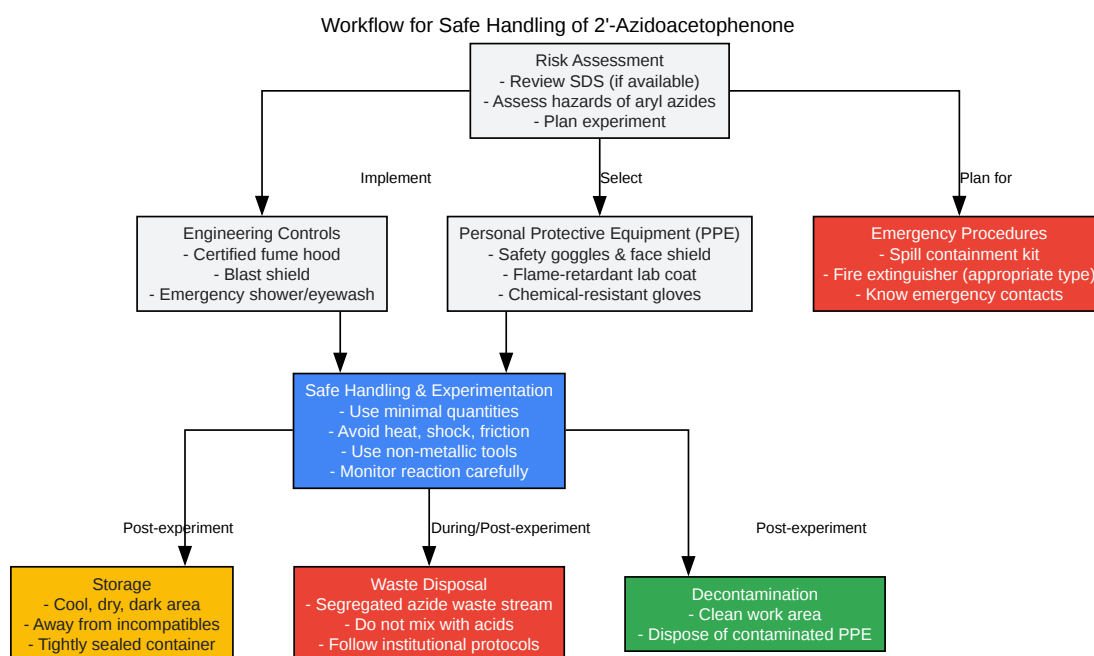 Workflow for Safe Handling of 2'-Azidoacetophenone
Risk Assessment
- Review SDS (if available)
- Assess hazards of aryl azides
- Plan experiment
Implement
Select
Plan for
Engineering Controls
- Certified fume hood
- Blast shield
- Emergency shower/eyewash
Personal Protective Equipment (PPE)
- Safety goggles & face shield
- Flame-retardant lab coat
- Chemical-resistant gloves
Emergency Procedures
- Spill containment kit
- Fire extinguisher (appropriate type)
- Know emergency contacts
Safe Handling & Experimentation
- Use minimal quantities
- Avoid heat, shock, friction
- Use non-metallic tools
- Monitor reaction carefully
Post-experiment
During/Post-experiment
Post-experiment
Storage
- Cool, dry, dark area
- Away from incompatibles
- Tightly sealed container
Waste Disposal
- Segregated azide waste stream
- Do not mix with acids
- Follow institutional protocols
Decontamination
- Clean work area
- Dispose of contaminated PPE